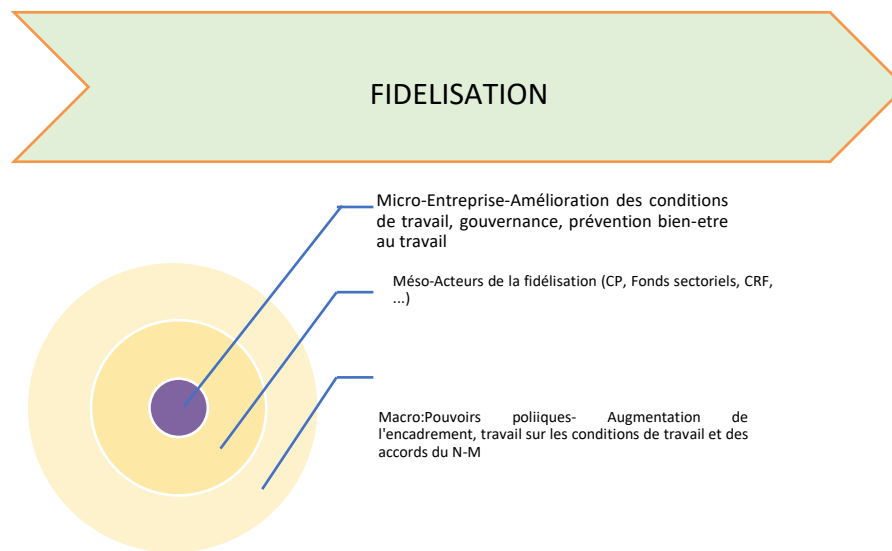 FIDELISATION
Micro-Entreprise-Amélioration des conditions
de travail, gouvernance, prévention bien-etre
au travail
Méso-Acteurs de la fidélisation (CP, Fonds sectoriels, CRF,
...)
Macro:Pouvoirs poliiques- Augmentation de
l'encadrement, travail sur les conditions de travail et des
accords du N-M